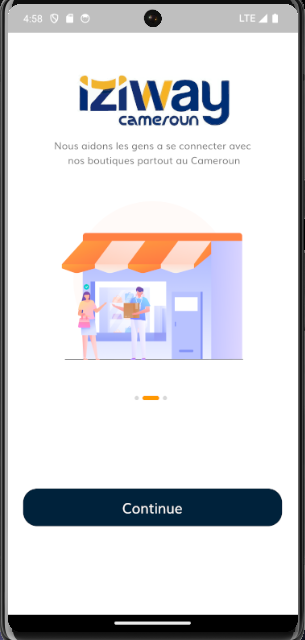 4:58
LTE
iziway
cameroun
Nous aidons les gens a se connecter avec
nos boutiques partout au Cameroun
Continue